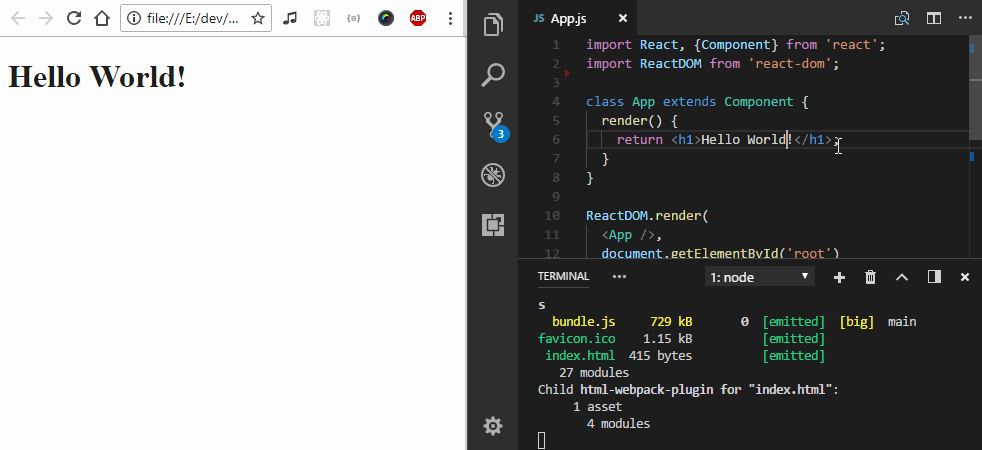 file:///E:/dev/...
ABP
Hello World!
3
JS App.js
1 import React, {Component} from 'react';
2 import ReactDOM from 'react-dom';
3
4 class App extends Component {
5 render() {
6 return <h1>Hello World!</h1>;
7 }
8 }
9
10 ReactDOM.render(
11 <App />,
12 document.getElementById('root')
TERMINAL ••• 1: node
s
bundle.js 729 kB 0 [emitted] [big] main
favicon.ico 1.15 kB [emitted]
index.html 415 bytes [emitted]
27 modules
Child html-webpack-plugin for "index.html":
1 asset
4 modules